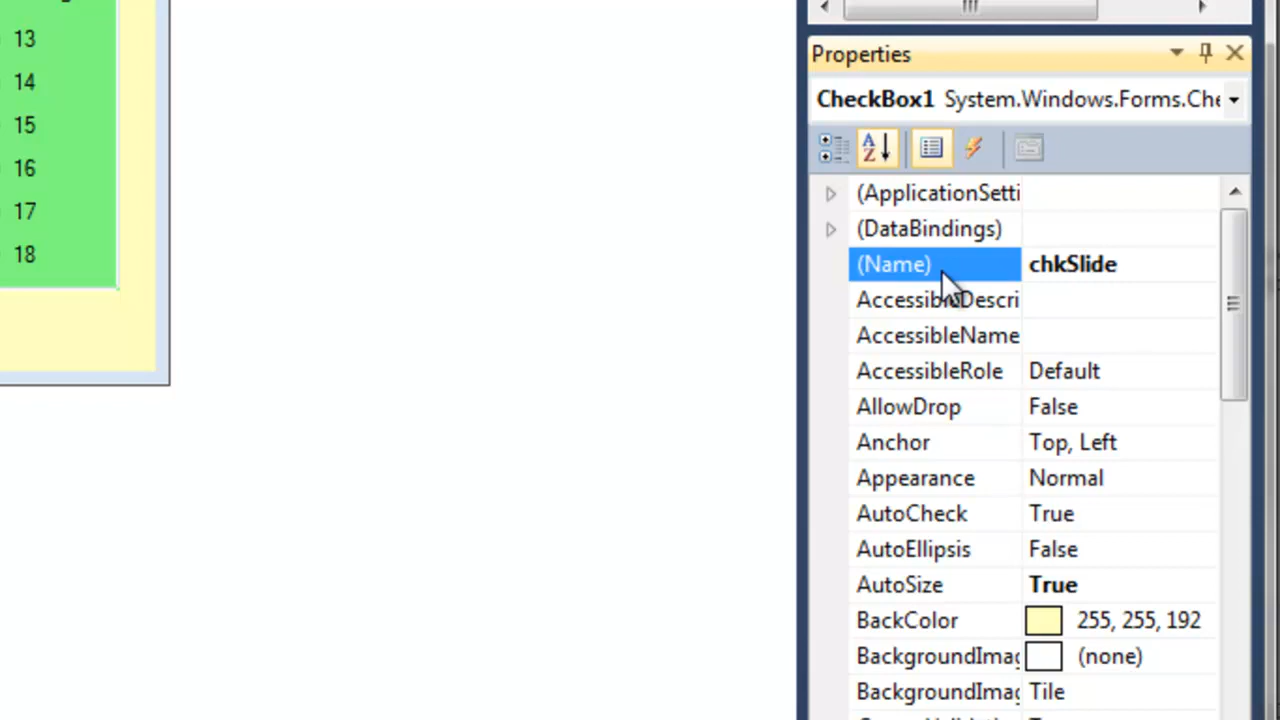 13
14
15
16
17
18
Properties
CheckBox1 System.Windows.Forms.Che
(ApplicationSetti
(DataBindings)
(Name) chkSlide
AccessibleDescri
AccessibleName
AccessibleRole Default
AllowDrop False
Anchor Top, Left
Appearance Normal
AutoCheck True
AutoEllipsis False
AutoSize True
BackColor 255, 255, 192
BackgroundImag (none)
BackgroundImag Tile